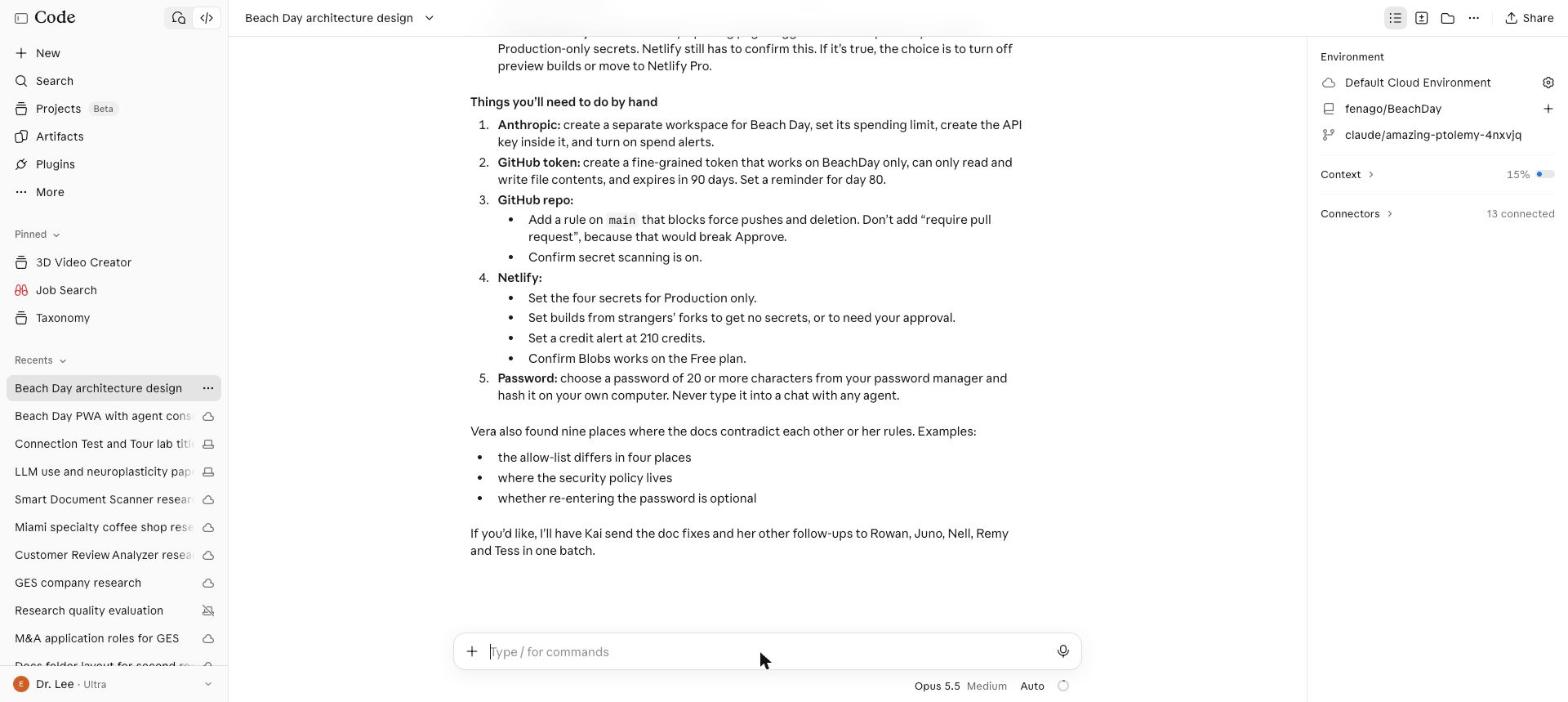 Code
New
Search
Projects Beta
Artifacts
Plugins
More
Pinned
3D Video Creator
Job Search
Taxonomy
Recents
Beach Day architecture design
Beach Day PWA with agent cons
Connection Test and Tour lab titl
LLM use and neuroplasticity pap
Smart Document Scanner resear
Miami specialty coffee shop rese
Customer Review Analyzer resea
GES company research
Research quality evaluation
M&A application roles for GES
E Dr. Lee · Ultra
Beach Day architecture design
Share
Production-only secrets. Netlify still has to confirm this. If it’s true, the choice is to turn off
preview builds or move to Netlify Pro.
Things you’ll need to do by hand
1. Anthropic: create a separate workspace for Beach Day, set its spending limit, create the API
key inside it, and turn on spend alerts.
2. GitHub token: create a fine-grained token that works on BeachDay only, can only read and
write file contents, and expires in 90 days. Set a reminder for day 80.
3. GitHub repo:
• Add a rule on main that blocks force pushes and deletion. Don’t add “require pull
request”, because that would break Approve.
• Confirm secret scanning is on.
4. Netlify:
• Set the four secrets for Production only.
• Set builds from strangers’ forks to get no secrets, or to need your approval.
• Set a credit alert at 210 credits.
• Confirm Blobs works on the Free plan.
5. Password: choose a password of 20 or more characters from your password manager and
hash it on your own computer. Never type it into a chat with any agent.
Vera also found nine places where the docs contradict each other or her rules. Examples:
• the allow-list differs in four places
• where the security policy lives
• whether re-entering the password is optional
If you’d like, I’ll have Kai send the doc fixes and her other follow-ups to Rowan, Juno, Nell, Remy
and Tess in one batch.
Type / for commands
Opus 5.5 Medium Auto
Environment
Default Cloud Environment
fenago/BeachDay
claude/amazing-ptolemy-4nxvjq
Context 15%
Connectors 13 connected